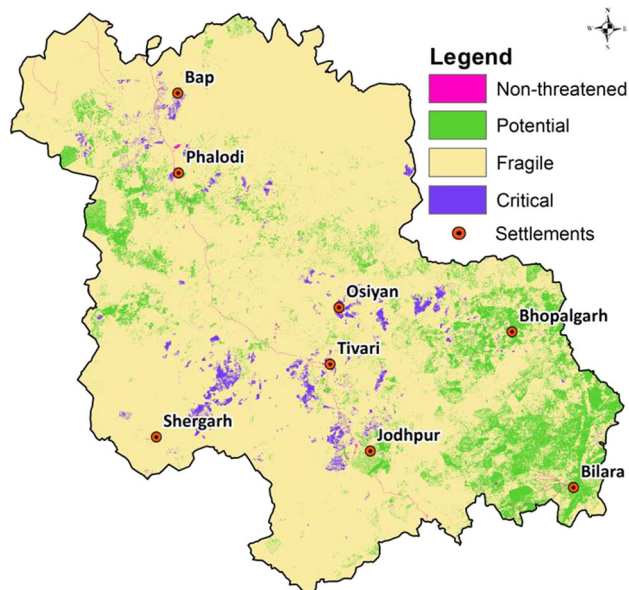 N
W E
S
Legend
Non-threatened
Potential
Fragile
Critical
Settlements
Bap
Phalodi
Osiyan
Bhopalgarh
Tivari
Shergarh
Jodhpur
Bilara